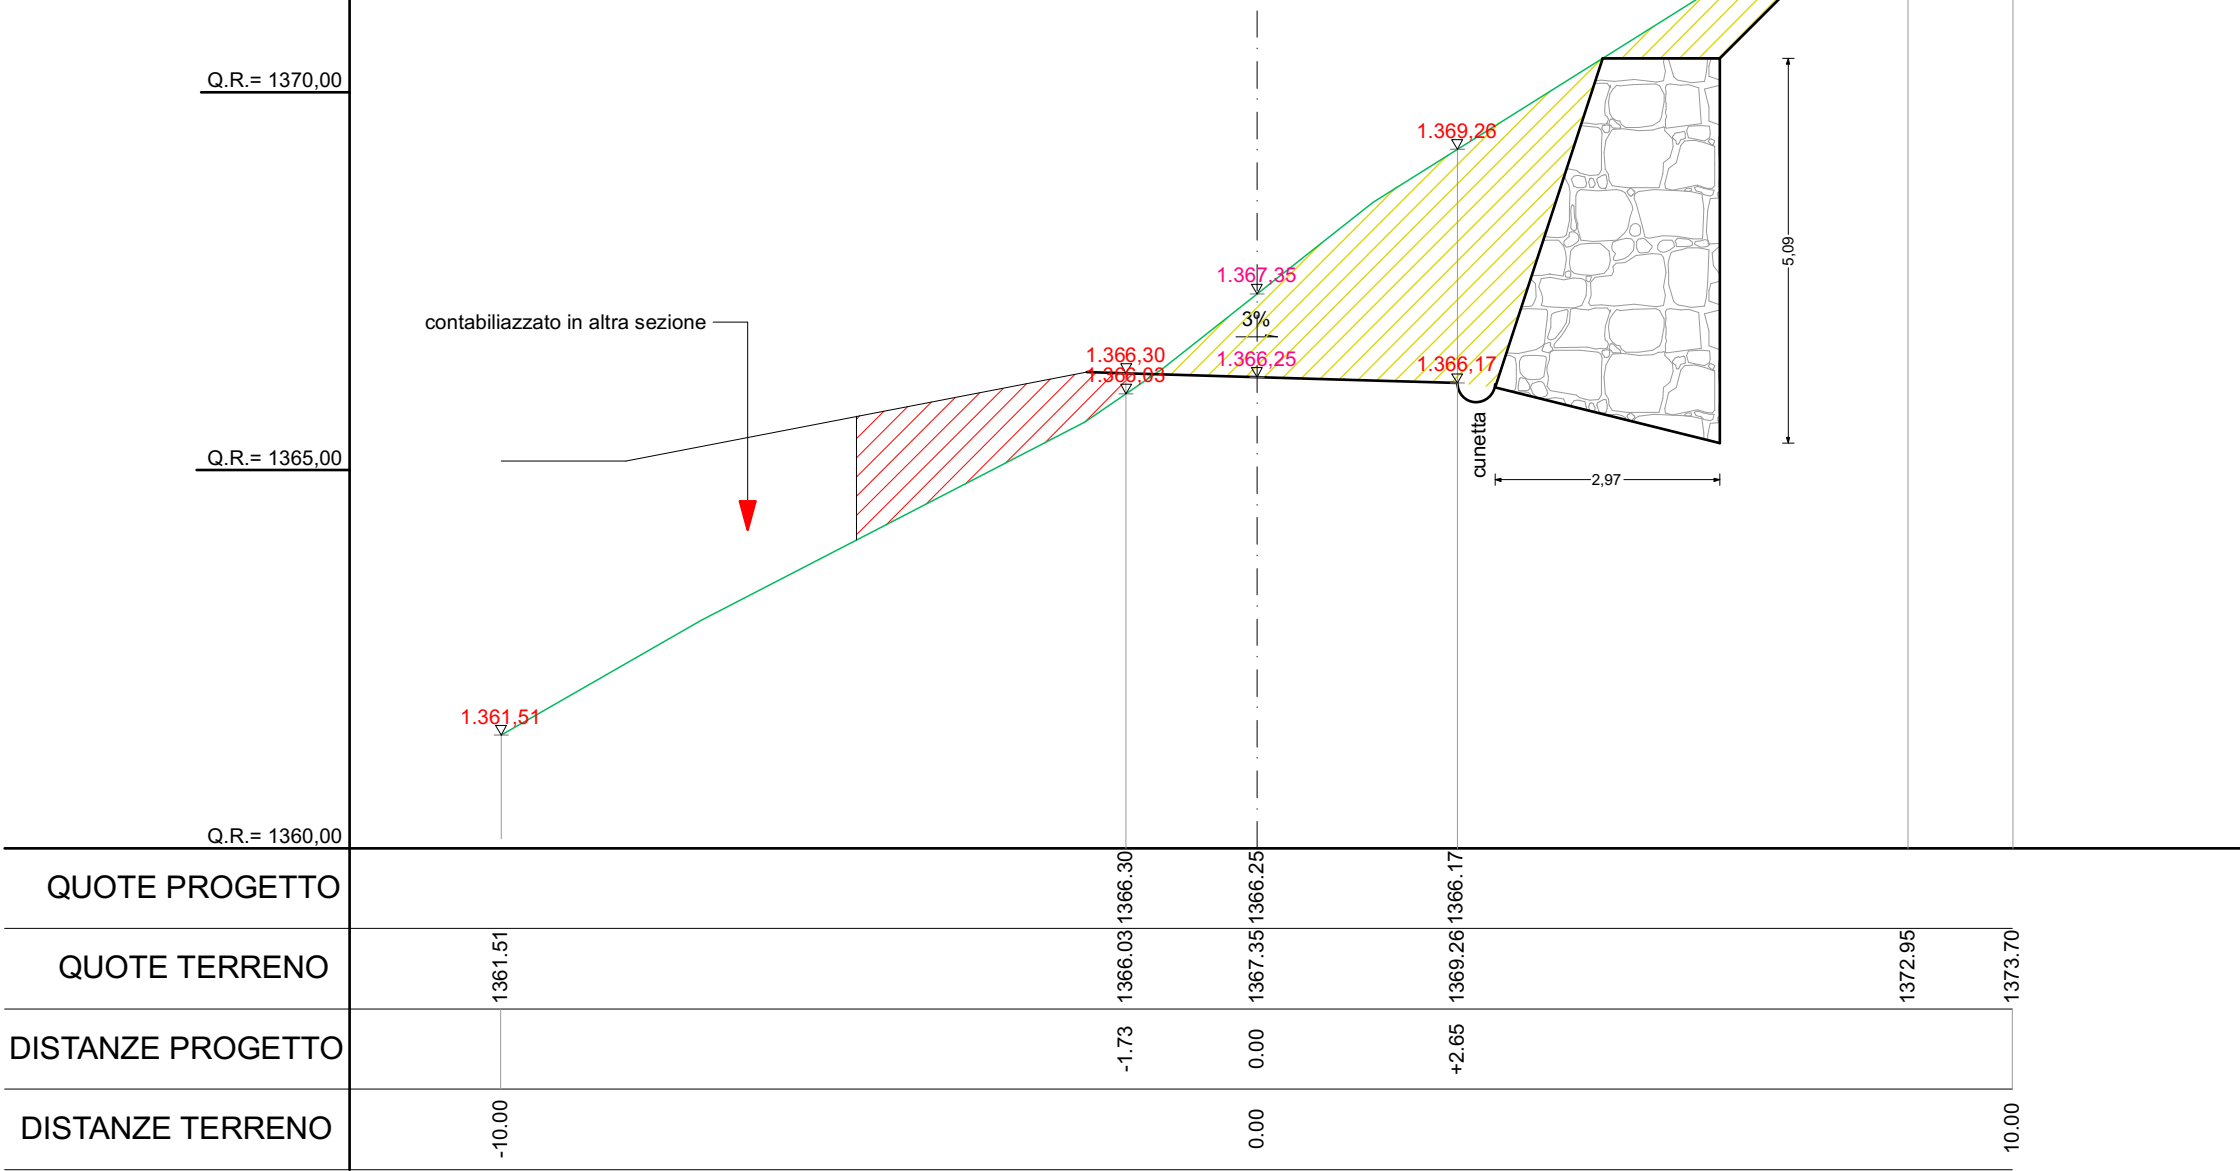 Q.R.= 1370,00
1.369,26
5,09
1.367,35
contabiliazzato in altra sezione
3%
1.366,30
1.366,25
1.366,17
1.366,03
cunetta
Q.R.= 1365,00
2,97
1.361,51
Q.R.= 1360,00
QUOTE PROGETTO 1366.30 1366.25 1366.17
QUOTE TERRENO 1361.51 1366.03 1367.35 1369.26 1372.95 1373.70
DISTANZE PROGETTO -1.73 0.00 +2.65
DISTANZE TERRENO -10.00 0.00 10.00